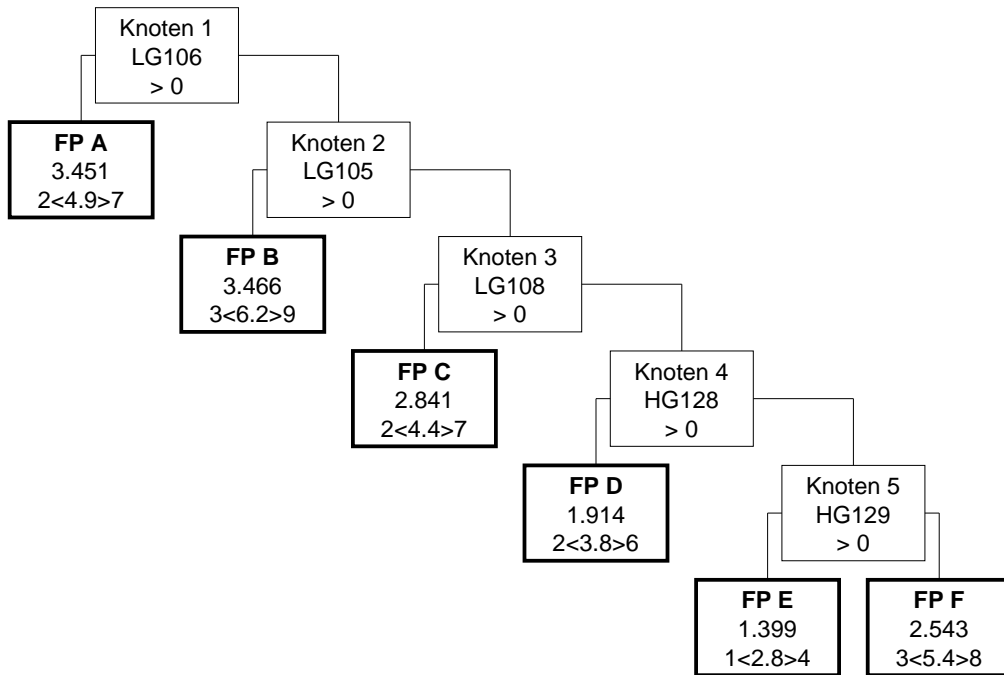 Knoten 1
LG106
> 0
FP A
3.451
2<4.9>7
Knoten 2
LG105
> 0
FP B
3.466
3<6.2>9
Knoten 3
LG108
> 0
FP C
2.841
2<4.4>7
Knoten 4
HG128
> 0
FP D
1.914
2<3.8>6
Knoten 5
HG129
> 0
FP E
1.399
1<2.8>4
FP F
2.543
3<5.4>8